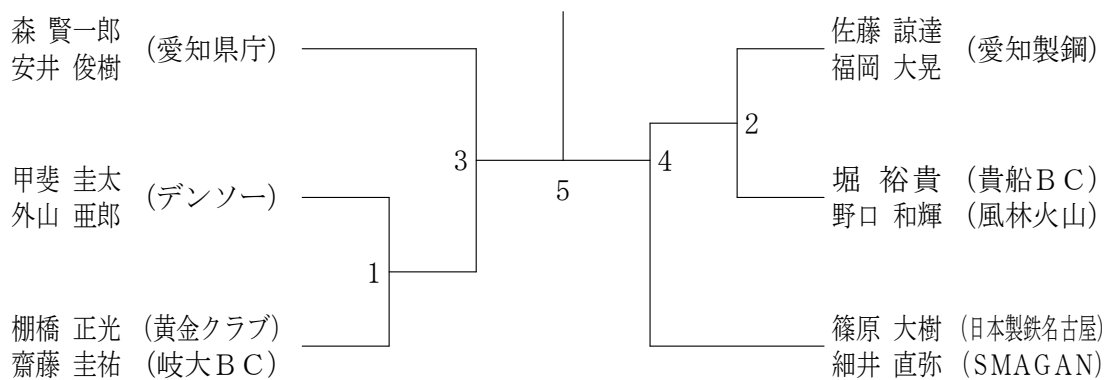 森 賢一郎
安井 俊樹
(愛知県庁)
甲斐 圭太
外山 亜郎
(デンソー)
棚橋 正光 (黄金クラブ)
齋藤 圭祐 (岐大ＢＣ)
1
3
5
4
2
佐藤 諒達
福岡 大晃
(愛知製鋼)
堀 裕貴 (貴船ＢＣ)
野口 和輝 (風林火山)
篠原 大樹 (日本製鉄名古屋)
細井 直弥 (SMAGAN)